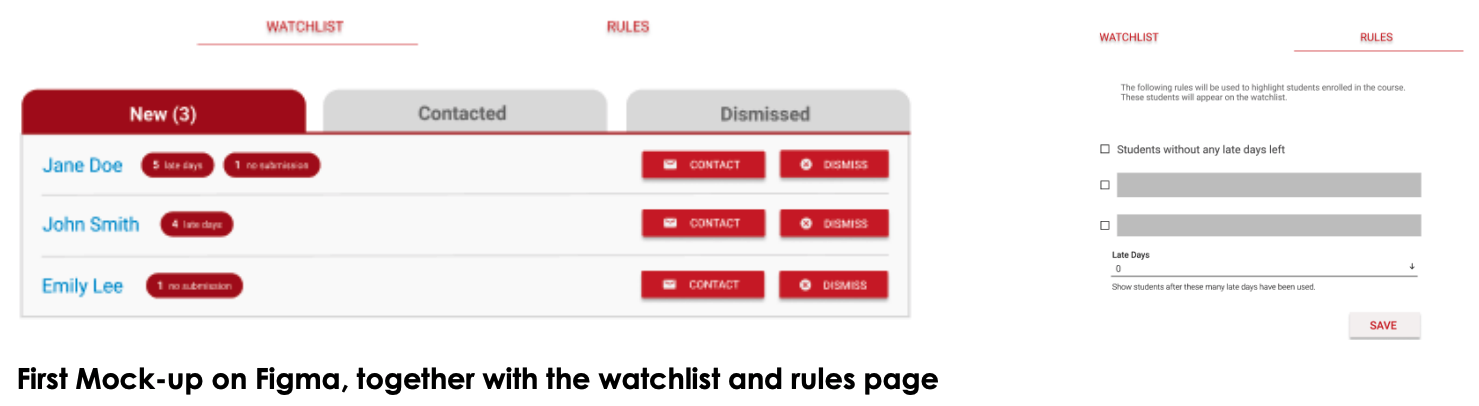 WATCHLIST RULES
New (3) Contacted Dismissed
Jane Doe 5 late days 1 no submission CONTACT DISMISS
John Smith 4 late days CONTACT DISMISS
Emily Lee 1 no submission CONTACT DISMISS
WATCHLIST RULES
The following rules will be used to highlight students enrolled in the course.
These students will appear on the watchlist.
Students without any late days left
Late Days
0
Show students after these many late days have been used.
SAVE
First Mock-up on Figma, together with the watchlist and rules page